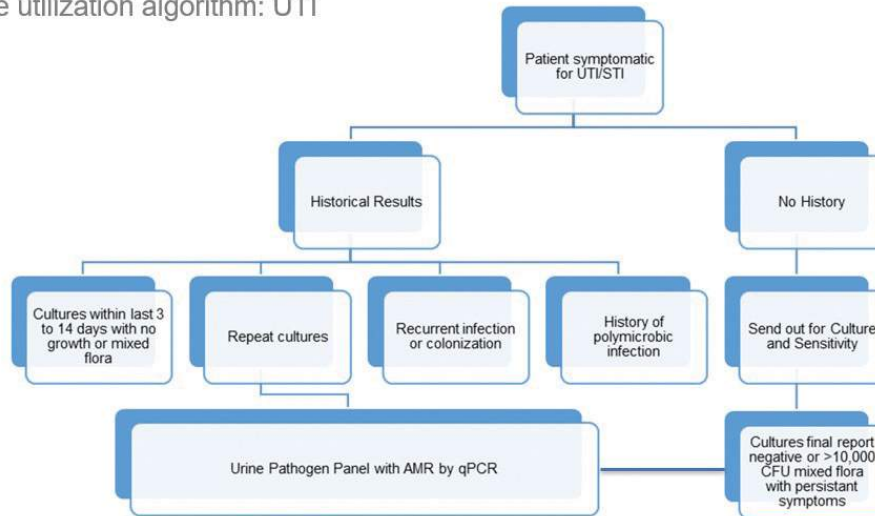 e utilization algorithm: UTI
Patient symptomatic
for UTI/STI
Historical Results
No History
Cultures within last 3
to 14 days with no
growth or mixed
flora
Repeat cultures
Recurrent infection
or colonization
History of
polymicrobic
infection
Send out for Culture
and Sensitivity
Urine Pathogen Panel with AMR by qPCR
Cultures final report
negative or >10,000
CFU mixed flora
with persistant
symptoms